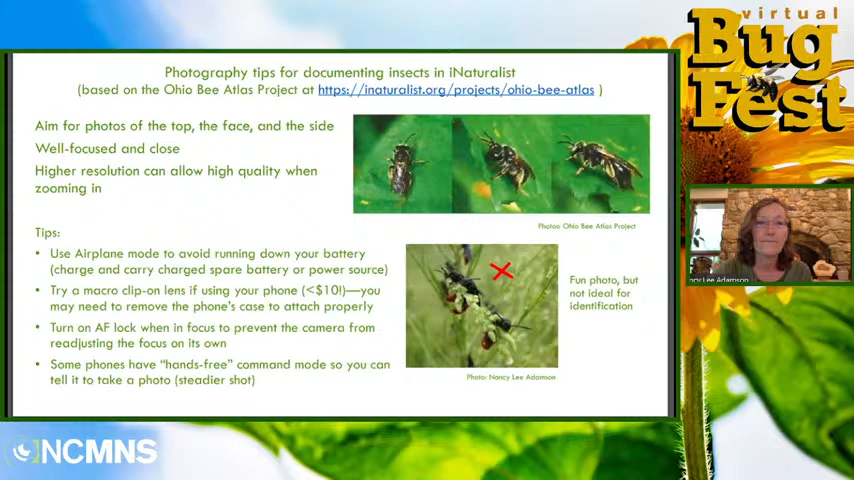 virtual
Bug
Fest
Photography tips for documenting insects in iNaturalist
(based on the Ohio Bee Atlas Project at https://inaturalist.org/projects/ohio-bee-atlas )
Aim for photos of the top, the face, and the side
Well-focused and close
Higher resolution can allow high quality when
zooming in
Photos: Ohio Bee Atlas Project
Tips:
• Use Airplane mode to avoid running down your battery
(charge and carry charged spare battery or power source)
• Try a macro clip-on lens if using your phone (<$10!)—you
may need to remove the phone's case to attach properly
• Turn on AF lock when in focus to prevent the camera from
readjusting the focus on its own
• Some phones have "hands-free" command mode so you can
tell it to take a photo (steadier shot)
Fun photo, but
not ideal for
identification
Photo: Nancy Lee Adamson
Lee Adamson
NCMNS